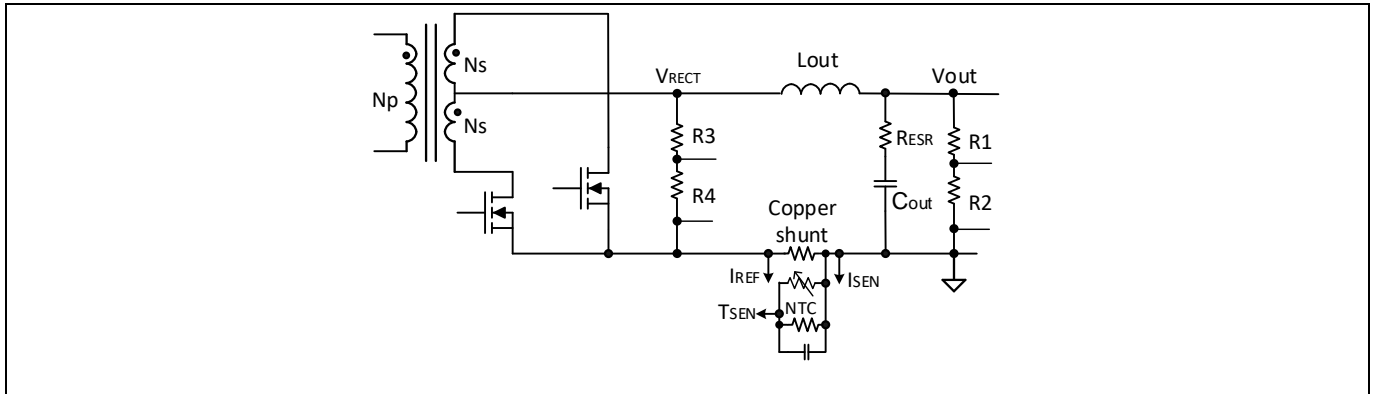 Lout
Vout
VRECT
Ns
Np
Ns
R3
RESR
R1
R4
Cout
R2
Copper
shunt
IREF
ISEN
TSEN
NTC